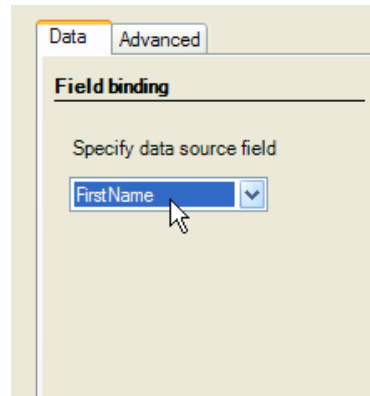 Data Advanced
Field binding
Specify data source field
FirstName